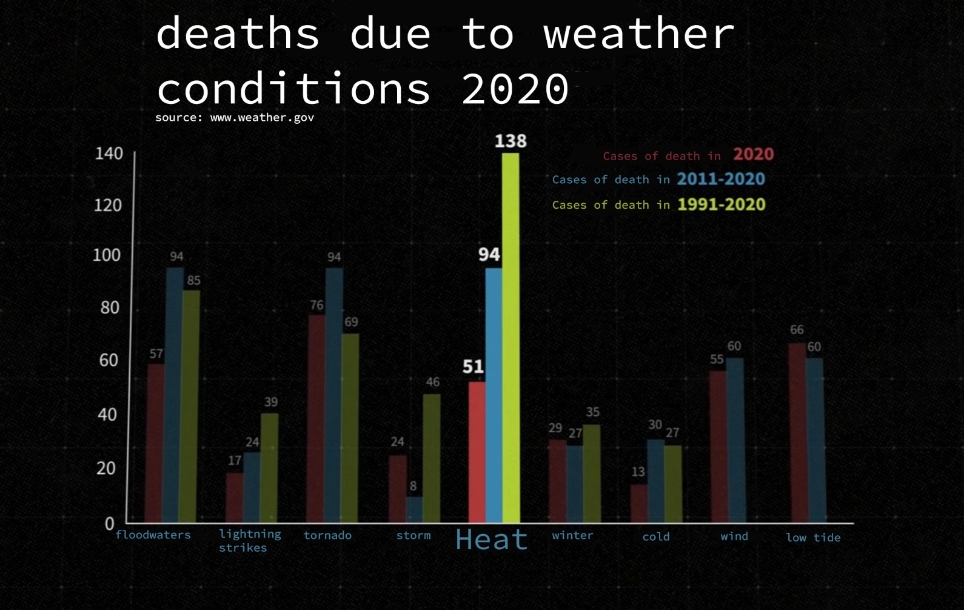 deaths due to weather
conditions 2020
source: www.weather.gov
Cases of death in 2020
Cases of death in 2011-2020
Cases of death in 1991-2020
140
120
100
80
60
40
20
0
57 94 85
17 24 39
76 94 69
24 8 46
51 94 138
29 27 35
13 30 27
55 60
66 60
floodwaters
lightning
strikes
tornado
storm
Heat
winter
cold
wind
low tide